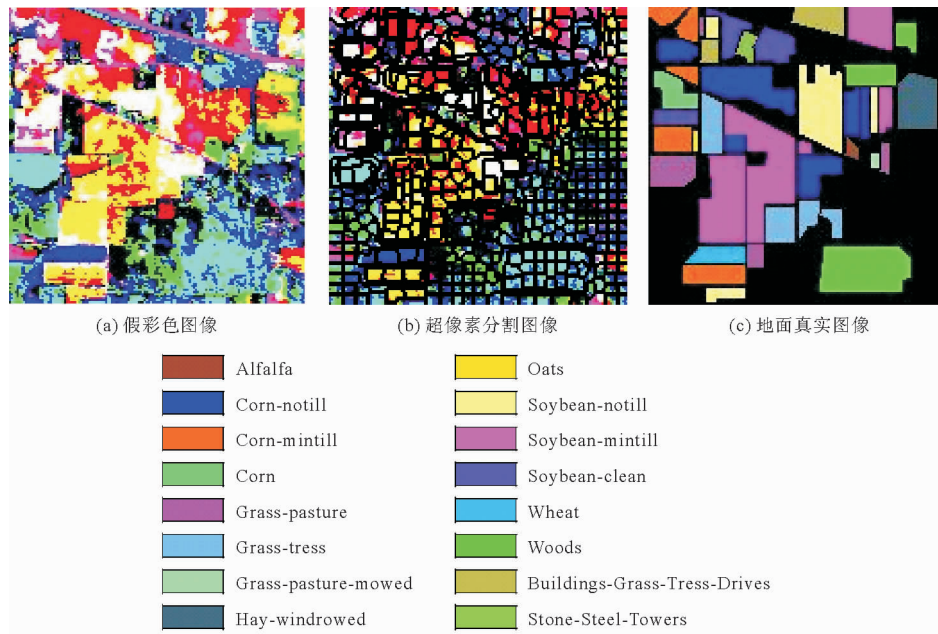 (a) 假彩色图像
(b) 超像素分割图像
(c) 地面真实图像
Alfalfa
Oats
Corn-notill
Soybean-notill
Corn-mintill
Soybean-mintill
Corn
Soybean-clean
Grass-pasture
Wheat
Grass-tress
Woods
Grass-pasture-mowed
Buildings-Grass-Tress-Drives
Hay-windrowed
Stone-Steel-Towers